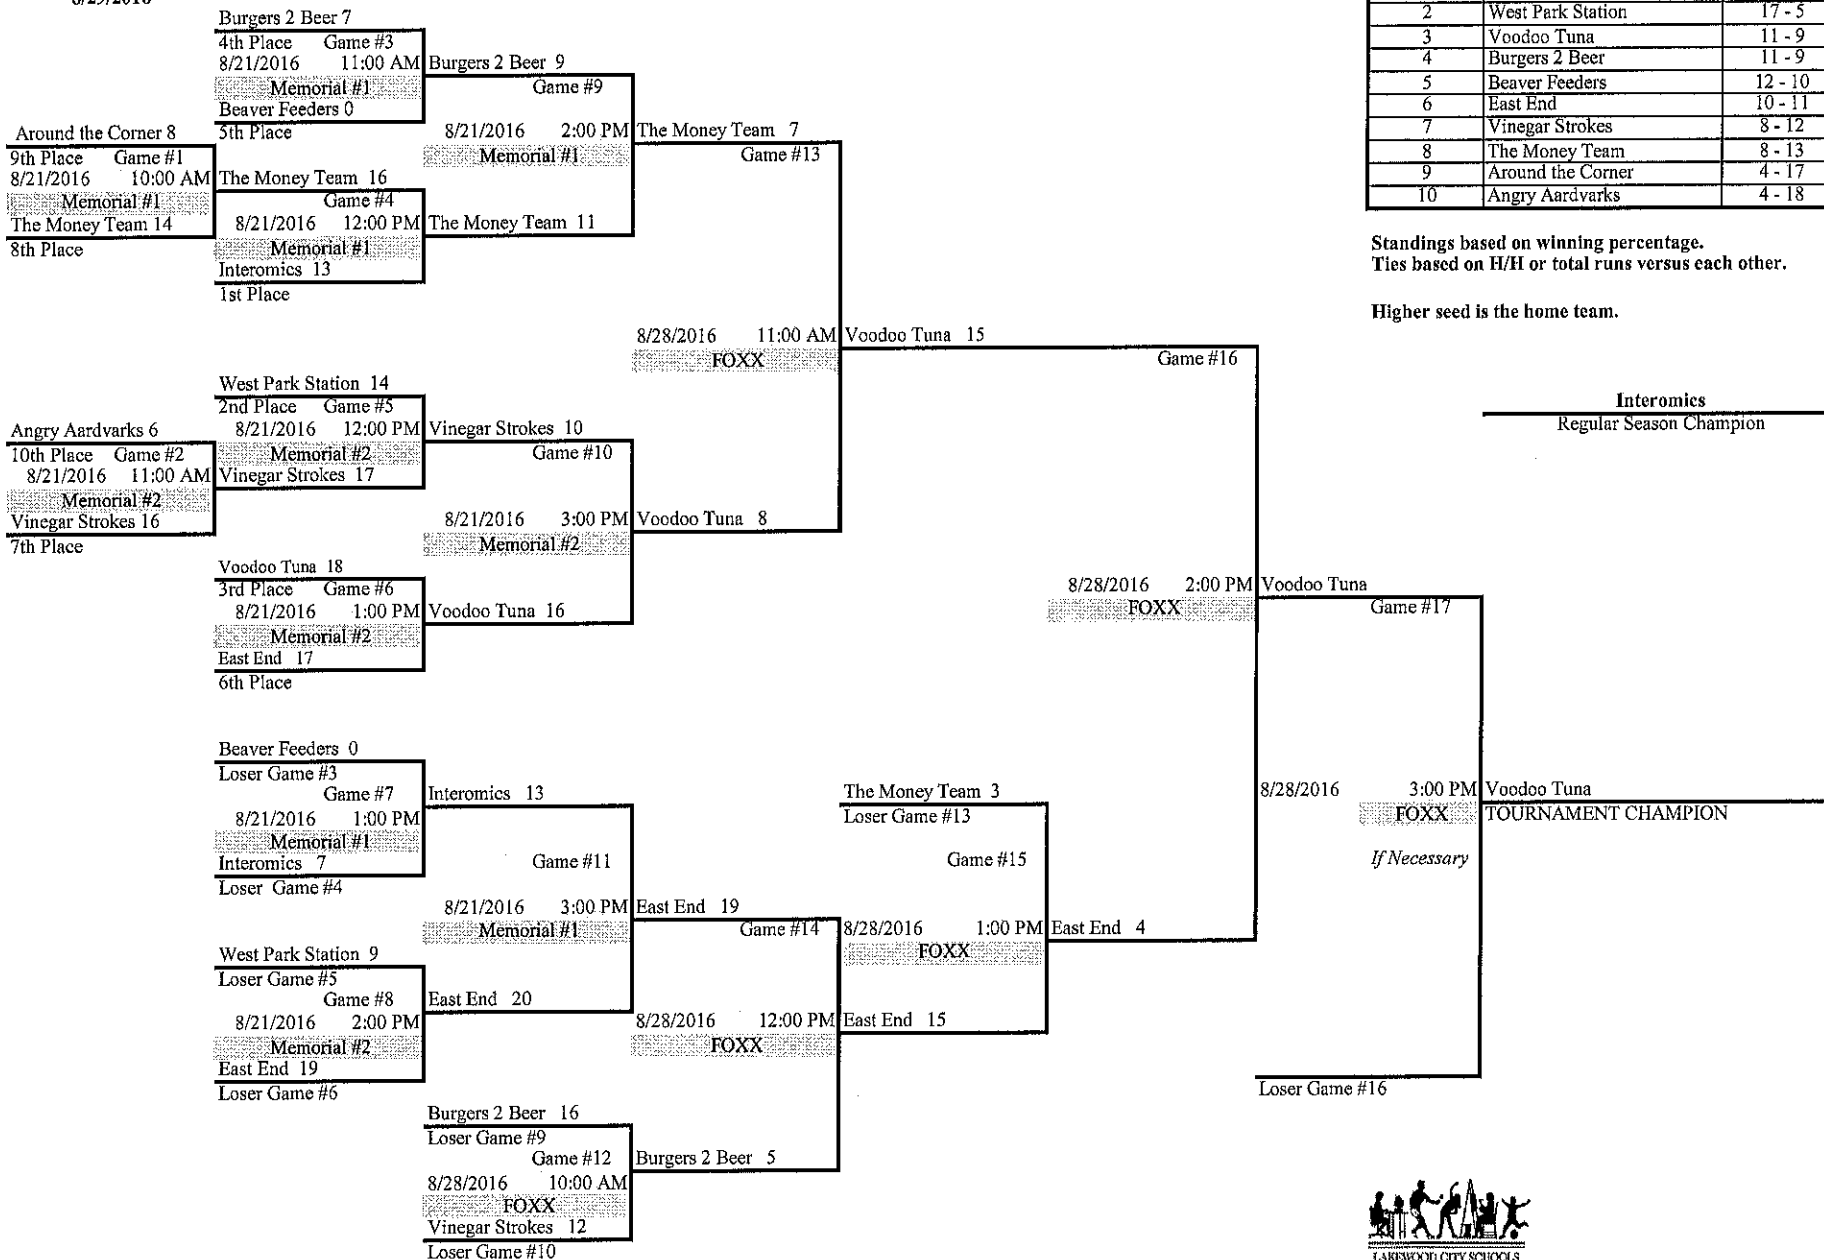 Burgers 2 Beer 7
4th Place Game #3
8/21/2016 11:00 AM
Memorial #1
Beaver Feeders 0
5th Place
Around the Corner 8
9th Place Game #1
8/21/2016 10:00 AM
Memorial #1
The Money Team 14
8th Place
The Money Team 16
Game #4
8/21/2016 12:00 PM
Memorial #1
Interomics 13
1st Place
Burgers 2 Beer 9
Game #9
8/21/2016 2:00 PM
Memorial #1
The Money Team 11
The Money Team 7
Game #13
8/28/2016 11:00 AM
FOXX
West Park Station 14
2nd Place Game #5
8/21/2016 12:00 PM
Memorial #2
Vinegar Strokes 17
Angry Aardvarks 6
10th Place Game #2
8/21/2016 11:00 AM
Memorial #2
Vinegar Strokes 16
7th Place
Vinegar Strokes 10
Game #10
8/21/2016 3:00 PM
Memorial #2
Voodoo Tuna 8
Voodoo Tuna 18
3rd Place Game #6
8/21/2016 1:00 PM
Memorial #2
East End 17
6th Place
Voodoo Tuna 16
Voodoo Tuna 15
Game #16
8/28/2016 2:00 PM
FOXX
Voodoo Tuna
Game #17
Beaver Feeders 0
Loser Game #3
Game #7
8/21/2016 1:00 PM
Memorial #1
Interomics 7
Loser Game #4
Interomics 13
Game #11
8/21/2016 3:00 PM
Memorial #1
West Park Station 9
Loser Game #5
Game #8
8/21/2016 2:00 PM
Memorial #2
East End 19
Loser Game #6
East End 20
East End 19
Game #14
8/28/2016 12:00 PM
FOXX
Burgers 2 Beer 16
Loser Game #9
Game #12
8/28/2016 10:00 AM
FOXX
Vinegar Strokes 12
Loser Game #10
Burgers 2 Beer 5
The Money Team 3
Loser Game #13
Game #15
8/28/2016 1:00 PM
FOXX
East End 15
East End 4
8/28/2016 3:00 PM
FOXX
If Necessary
Loser Game #16
Voodoo Tuna
TOURNAMENT CHAMPION
2 West Park Station 17 - 5
3 Voodoo Tuna 11 - 9
4 Burgers 2 Beer 11 - 9
5 Beaver Feeders 12 - 10
6 East End 10 - 11
7 Vinegar Strokes 8 - 12
8 The Money Team 8 - 13
9 Around the Corner 4 - 17
10 Angry Aardvarks 4 - 18
Standings based on winning percentage.
Ties based on H/H or total runs versus each other.
Higher seed is the home team.
Interomics
Regular Season Champion
LAKEWOOD CITY SCHOOLS